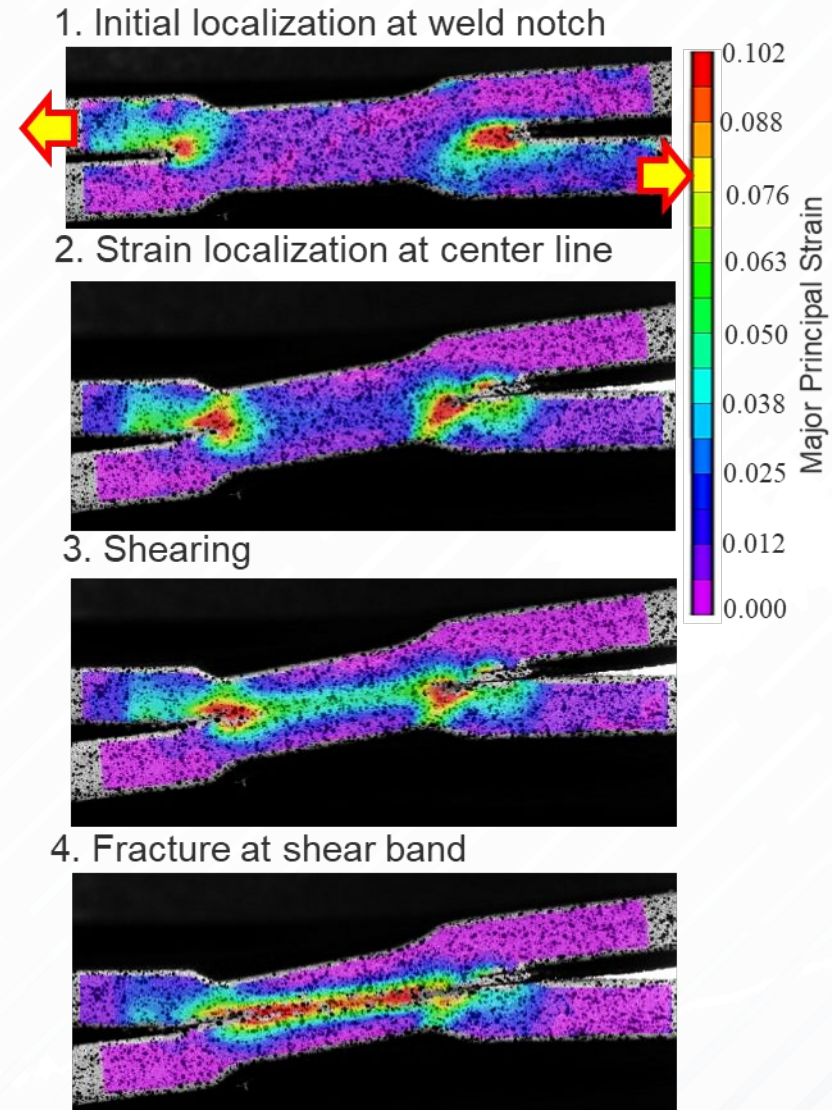 1. Initial localization at weld notch
0.102
0.088
0.076
0.063
0.050
0.038
0.025
0.012
0.000
Major Principal Strain
2. Strain localization at center line
3. Shearing
4. Fracture at shear band